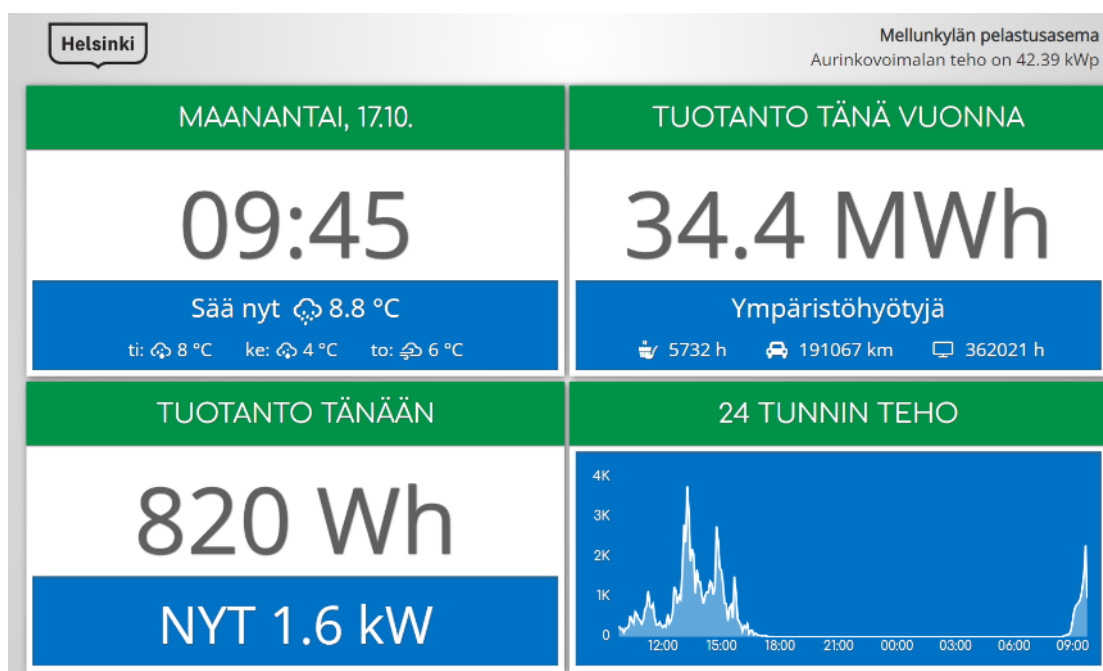 Helsinki
Mellunkylän pelastusasema
Aurinkovoimalan teho on 42.39 kWp
MAANANTAI, 17.10.
09:45
Sää nyt 8.8 °C
ti: 8 °C ke: 4 °C to: 6 °C
TUOTANTO TÄNÄ VUONNA
34.4 MWh
Ympäristöhyötyjä
5732 h 191067 km 362021 h
TUOTANTO TÄNÄÄN
820 Wh
NYT 1.6 kW
24 TUNNIN TEHO
4K
3K
2K
1K
0
12:00 15:00 18:00 21:00 00:00 03:00 06:00 09:00